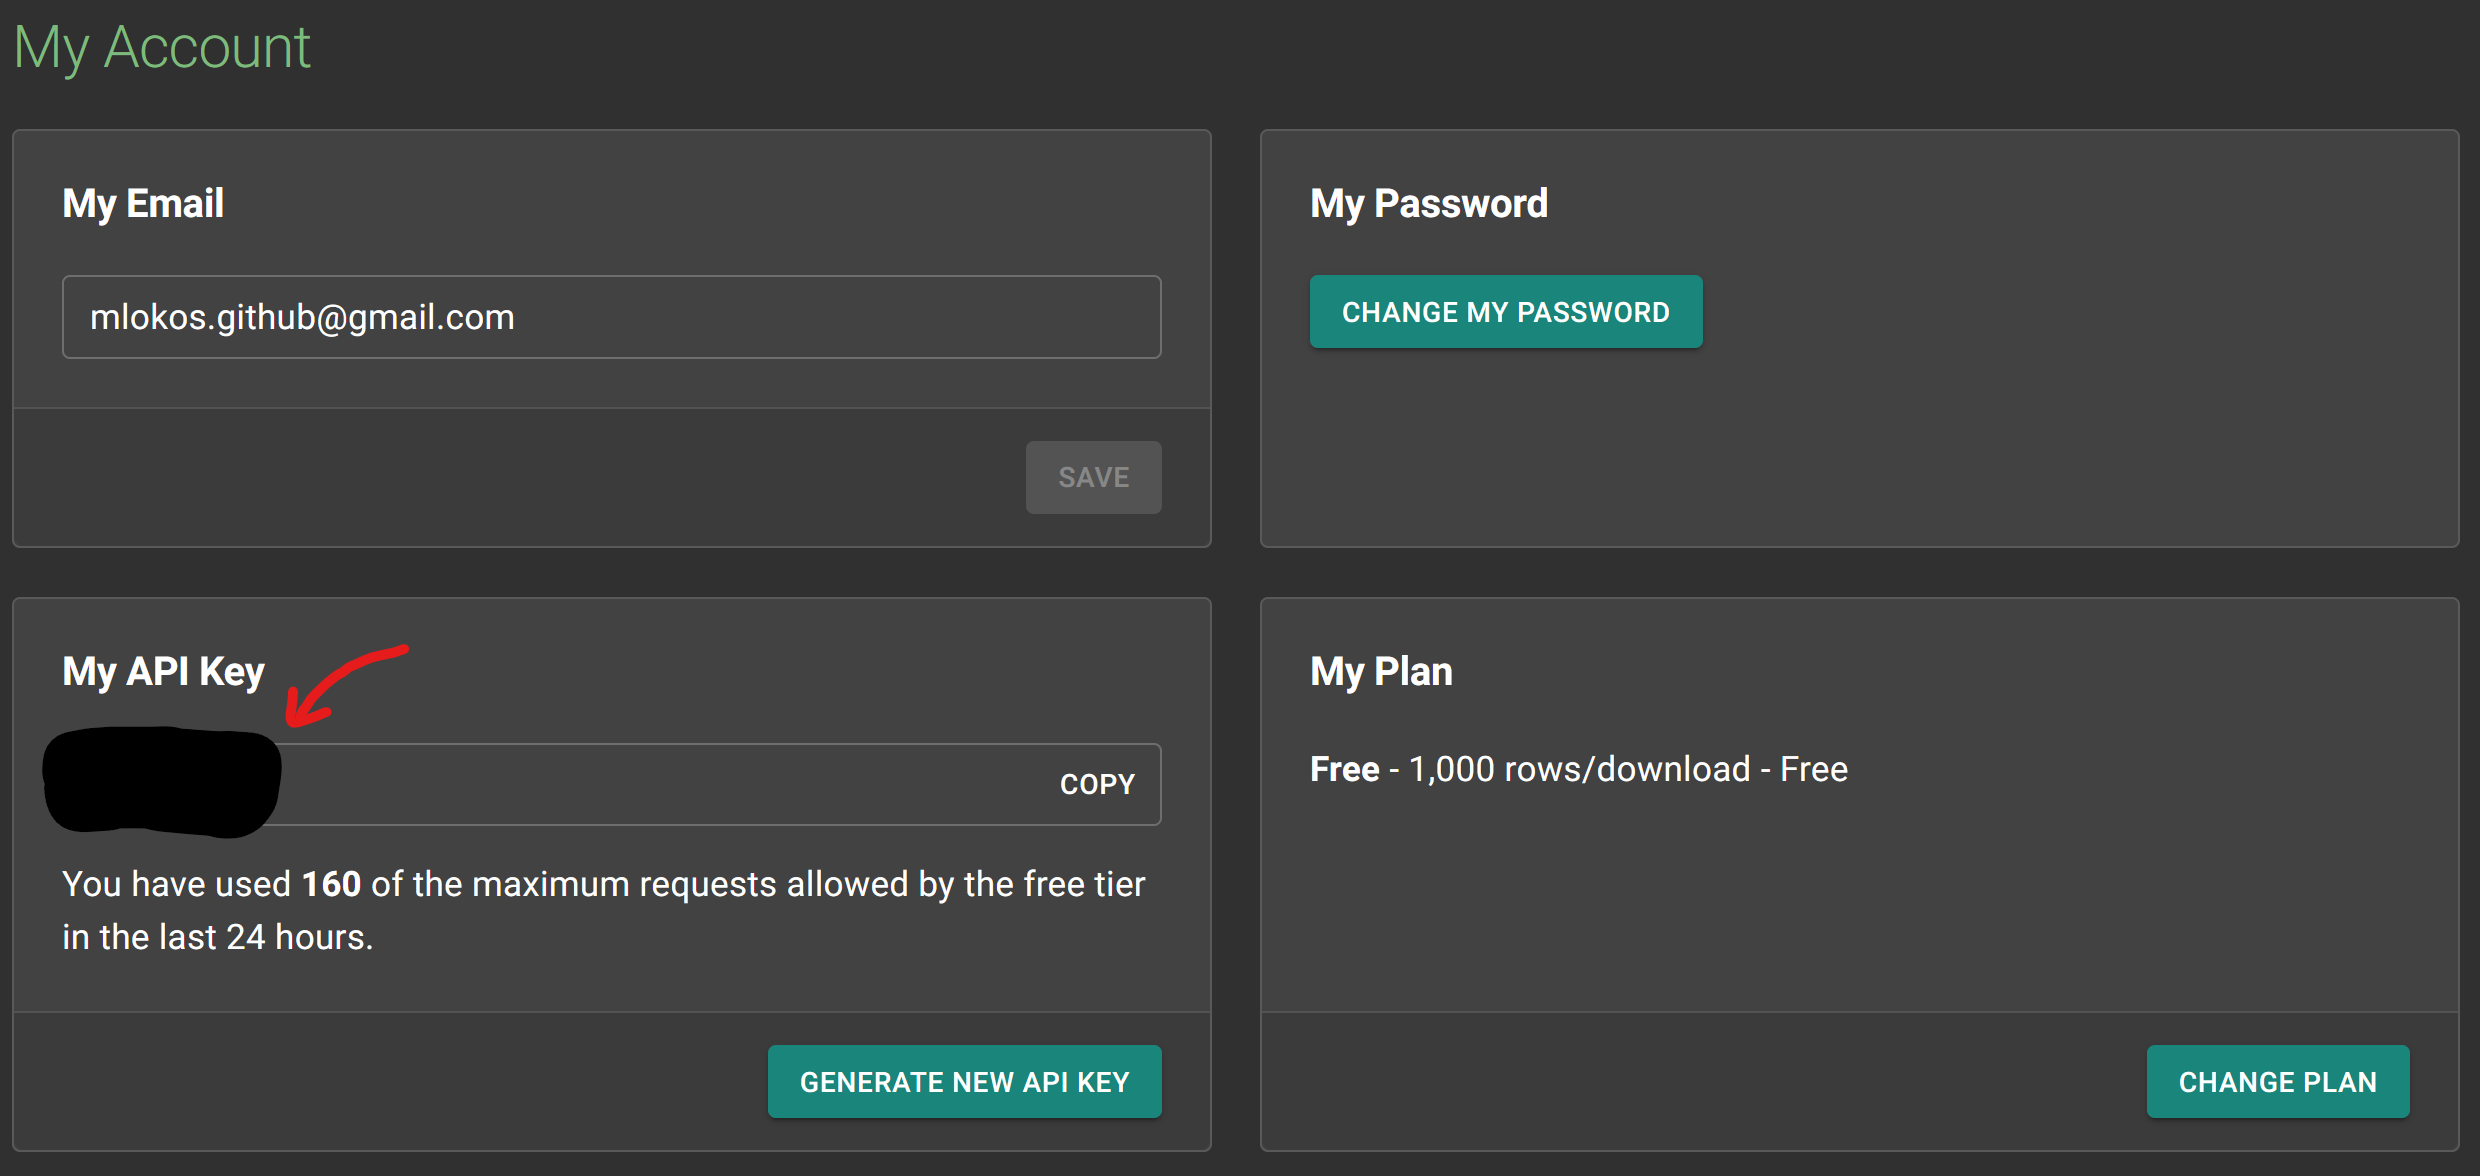 My Account
My Email
mlokos.github@gmail.com
SAVE
My Password
CHANGE MY PASSWORD
My API Key
COPY
You have used 160 of the maximum requests allowed by the free tier
in the last 24 hours.
GENERATE NEW API KEY
My Plan
Free - 1,000 rows/download - Free
CHANGE PLAN